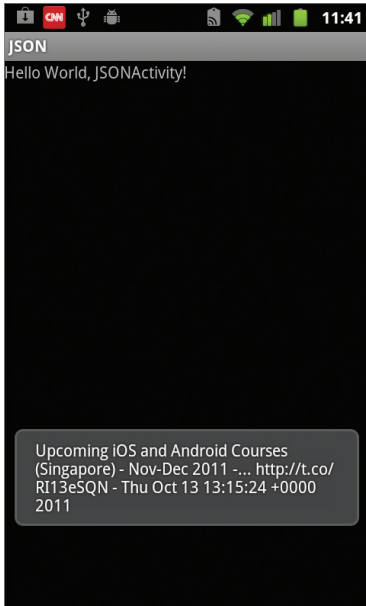 CNN 11:41
JSON
Hello World, JSONActivity!
Upcoming iOS and Android Courses
(Singapore) - Nov-Dec 2011 -... http://t.co/
RI13eSQN - Thu Oct 13 13:15:24 +0000
2011